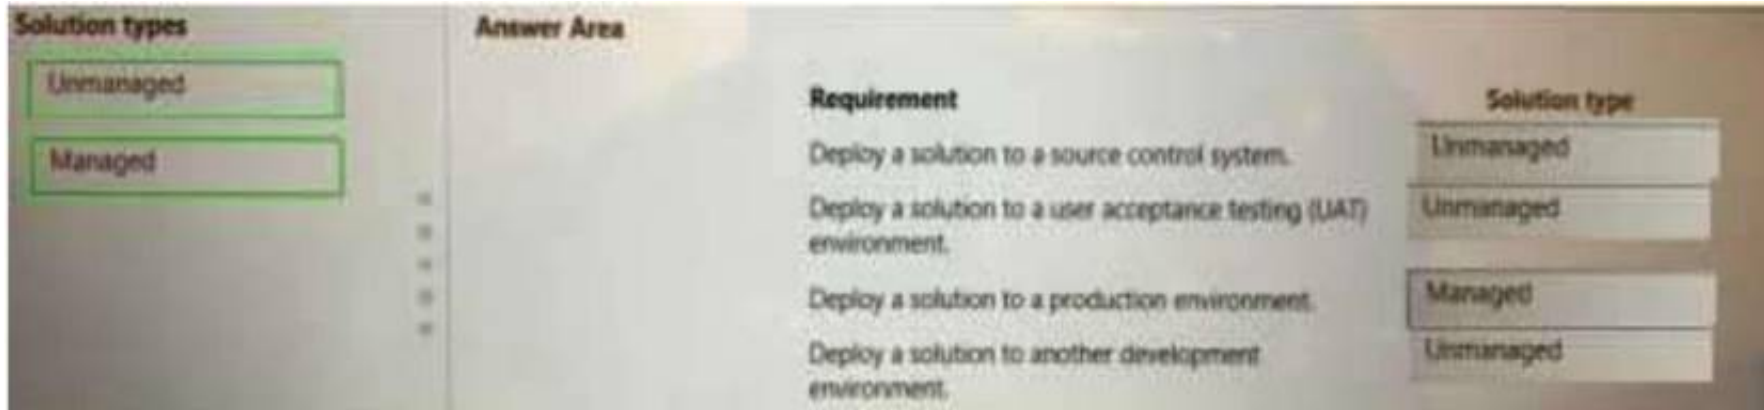 Solution types
Answer Area
Unmanaged
Managed
Requirement
Solution type
Deploy a solution to a source control system.
Unmanaged
Deploy a solution to a user acceptance testing (UAT)
environment.
Unmanaged
Deploy a solution to a production environment.
Managed
Deploy a solution to another development
environment.
Unmanaged